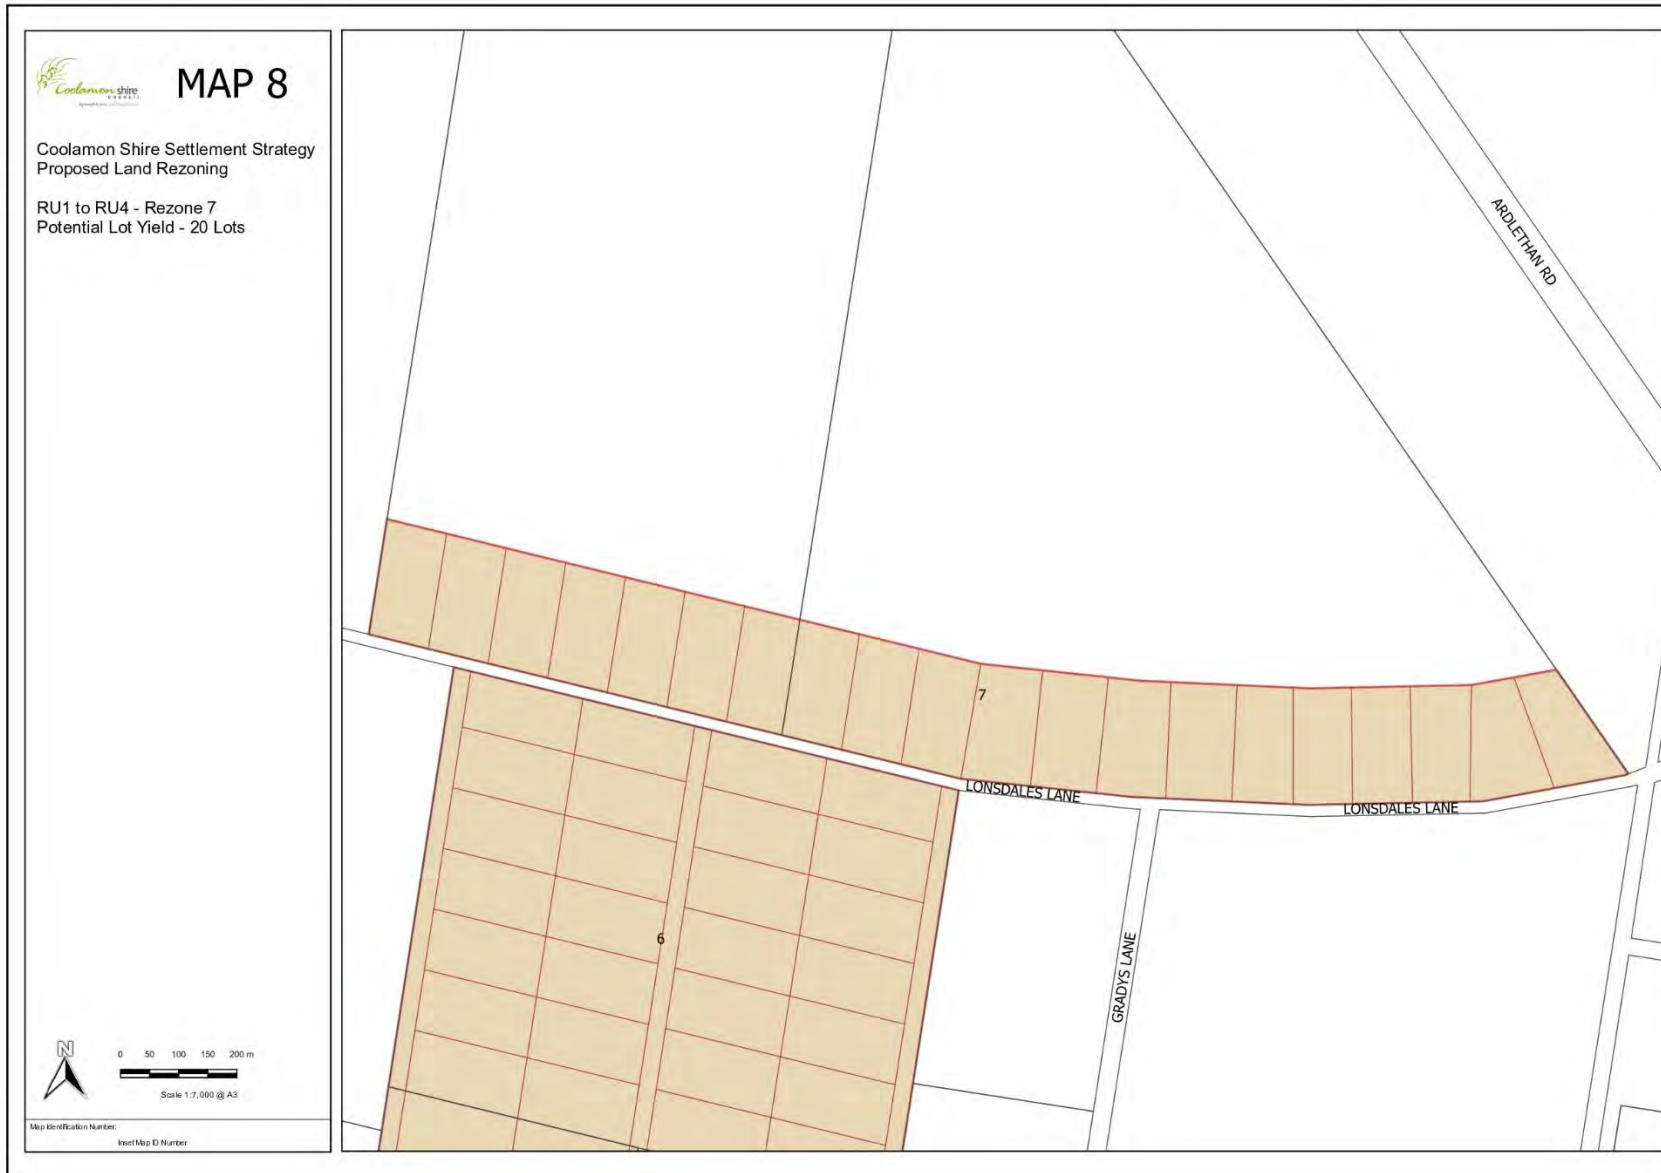 Coolamon shire
COUNCIL
MAP 8
Coolamon Shire Settlement Strategy
Proposed Land Rezoning
RU1 to RU4 - Rezone 7
Potential Lot Yield - 20 Lots
ARDLETHAN RD
7
LONSDALES LANE
LONSDALES LANE
6
GRADYS LANE
N
0 50 100 150 200 m
Scale 1:7,000 @ A3
Map Identification Number:
Inset Map ID Number